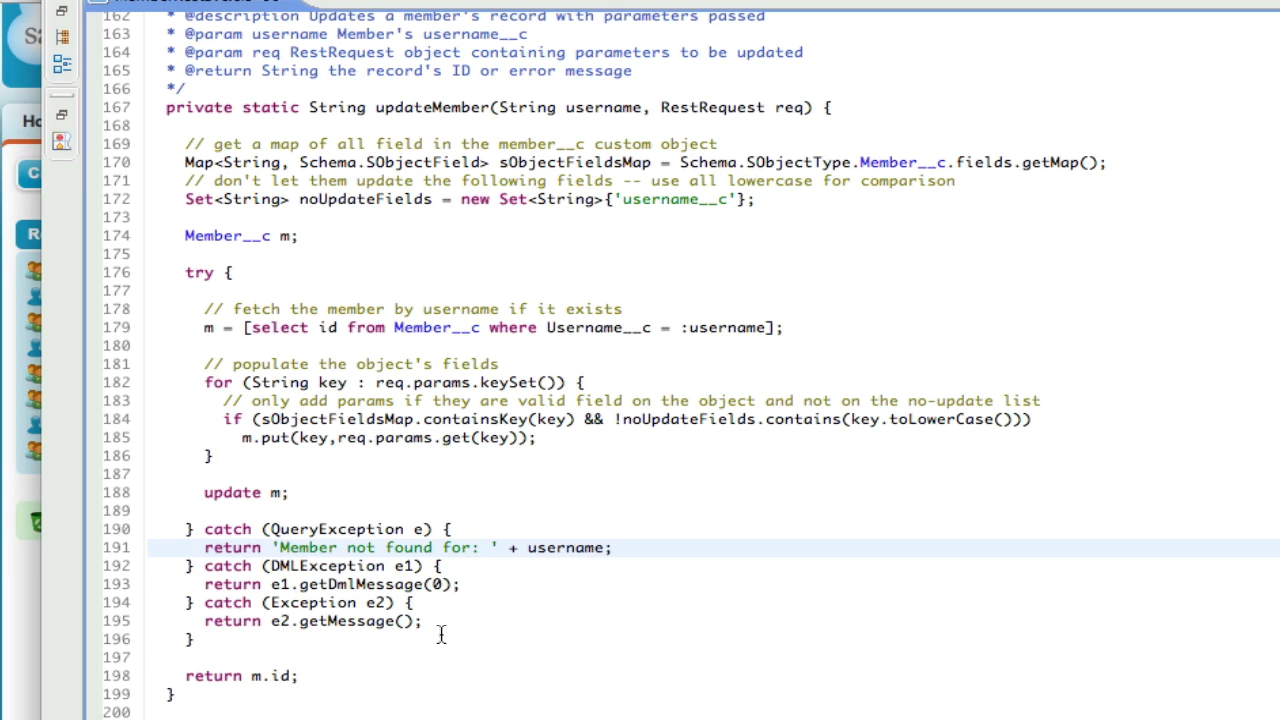 162 * @description Updates a member's record with parameters passed
163 * @param username Member's username__c
164 * @param req RestRequest object containing parameters to be updated
165 * @return String the record's ID or error message
166 */
167 private static String updateMember(String username, RestRequest req) {
168
169 // get a map of all field in the member__c custom object
170 Map<String, Schema.SObjectField> sObjectFieldsMap = Schema.SObjectType.Member__c.fields.getMap();
171 // don't let them update the following fields -- use all lowercase for comparison
172 Set<String> noUpdateFields = new Set<String>{'username__c'};
173
174 Member__c m;
175
176 try {
177
178 // fetch the member by username if it exists
179 m = [select id from Member__c where Username__c = :username];
180
181 // populate the object's fields
182 for (String key : req.params.keySet()) {
183 // only add params if they are valid field on the object and not on the no-update list
184 if (sObjectFieldsMap.containsKey(key) && !noUpdateFields.contains(key.toLowerCase()))
185 m.put(key,req.params.get(key));
186 }
187
188 update m;
189
190 } catch (QueryException e) {
191 return 'Member not found for: ' + username;
192 } catch (DMLException e1) {
193 return e1.getDmlMessage(0);
194 } catch (Exception e2) {
195 return e2.getMessage();
196 }
197
198 return m.id;
199 }
200